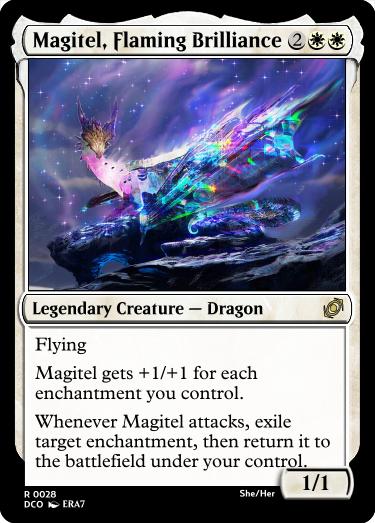 Magitel, Flaming Brilliance 2
Legendary Creature — Dragon
Flying
Magitel gets +1/+1 for each
enchantment you control.
Whenever Magitel attacks, exile
target enchantment, then return it to
the battlefield under your control.
1/1
R 0028
She/Her
DCO ERA7